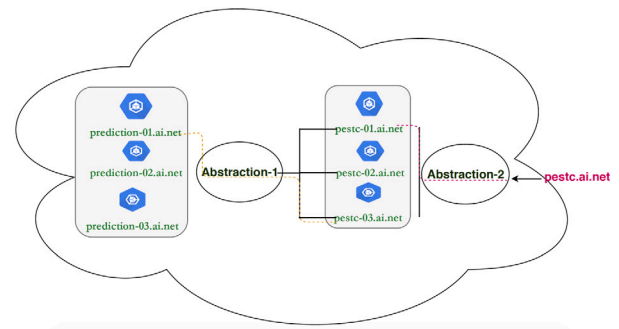 prediction-01.ai.net
prediction-02.ai.net
prediction-03.ai.net
Abstraction-1
pestc-01.ai.net
pestc-02.ai.net
pestc-03.ai.net
Abstraction-2
pestc.ai.net